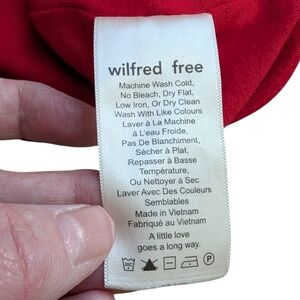 wilfred free
Machine Wash Cold,
No Bleach, Dry Flat,
Low Iron, Or Dry Clean
Wash With Like Colours
Laver à La Machine
à L'eau Froide,
Pas De Blanchiment,
Sécher à Plat,
Repasser à Basse
Température,
Ou Nettoyer à Sec
Laver Avec Des Couleurs
Semblables
Made in Vietnam
Fabriqué au Vietnam
A little love
goes a long way.
P